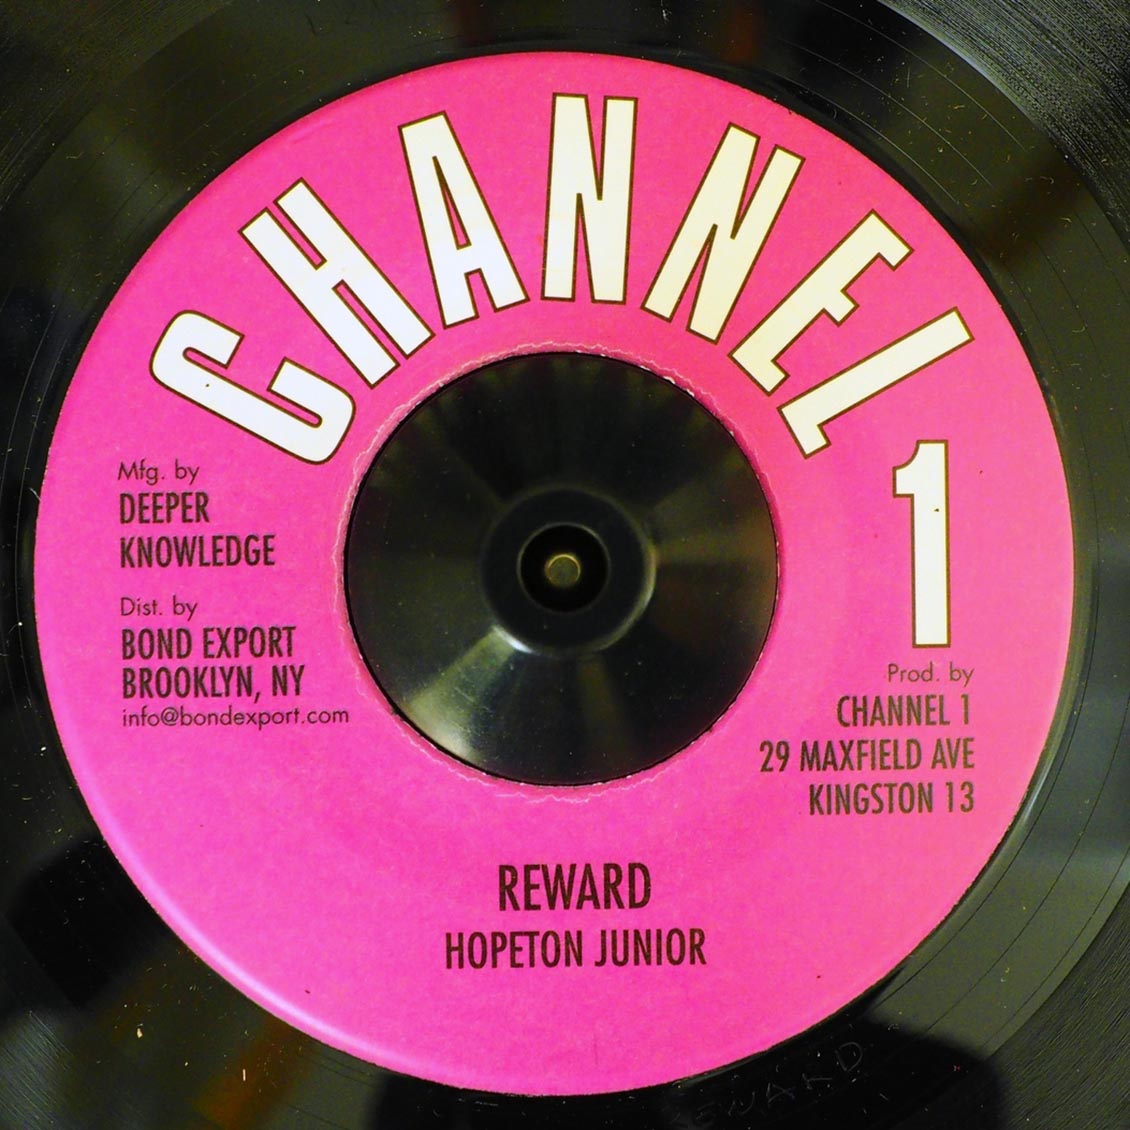 CHANNEL 1
Mfg. by
DEEPER
KNOWLEDGE
Dist. by
BOND EXPORT
BROOKLYN, NY
info@bondexport.com
Prod. by
CHANNEL 1
29 MAXFIELD AVE
KINGSTON 13
REWARD
HOPETON JUNIOR
REWARD